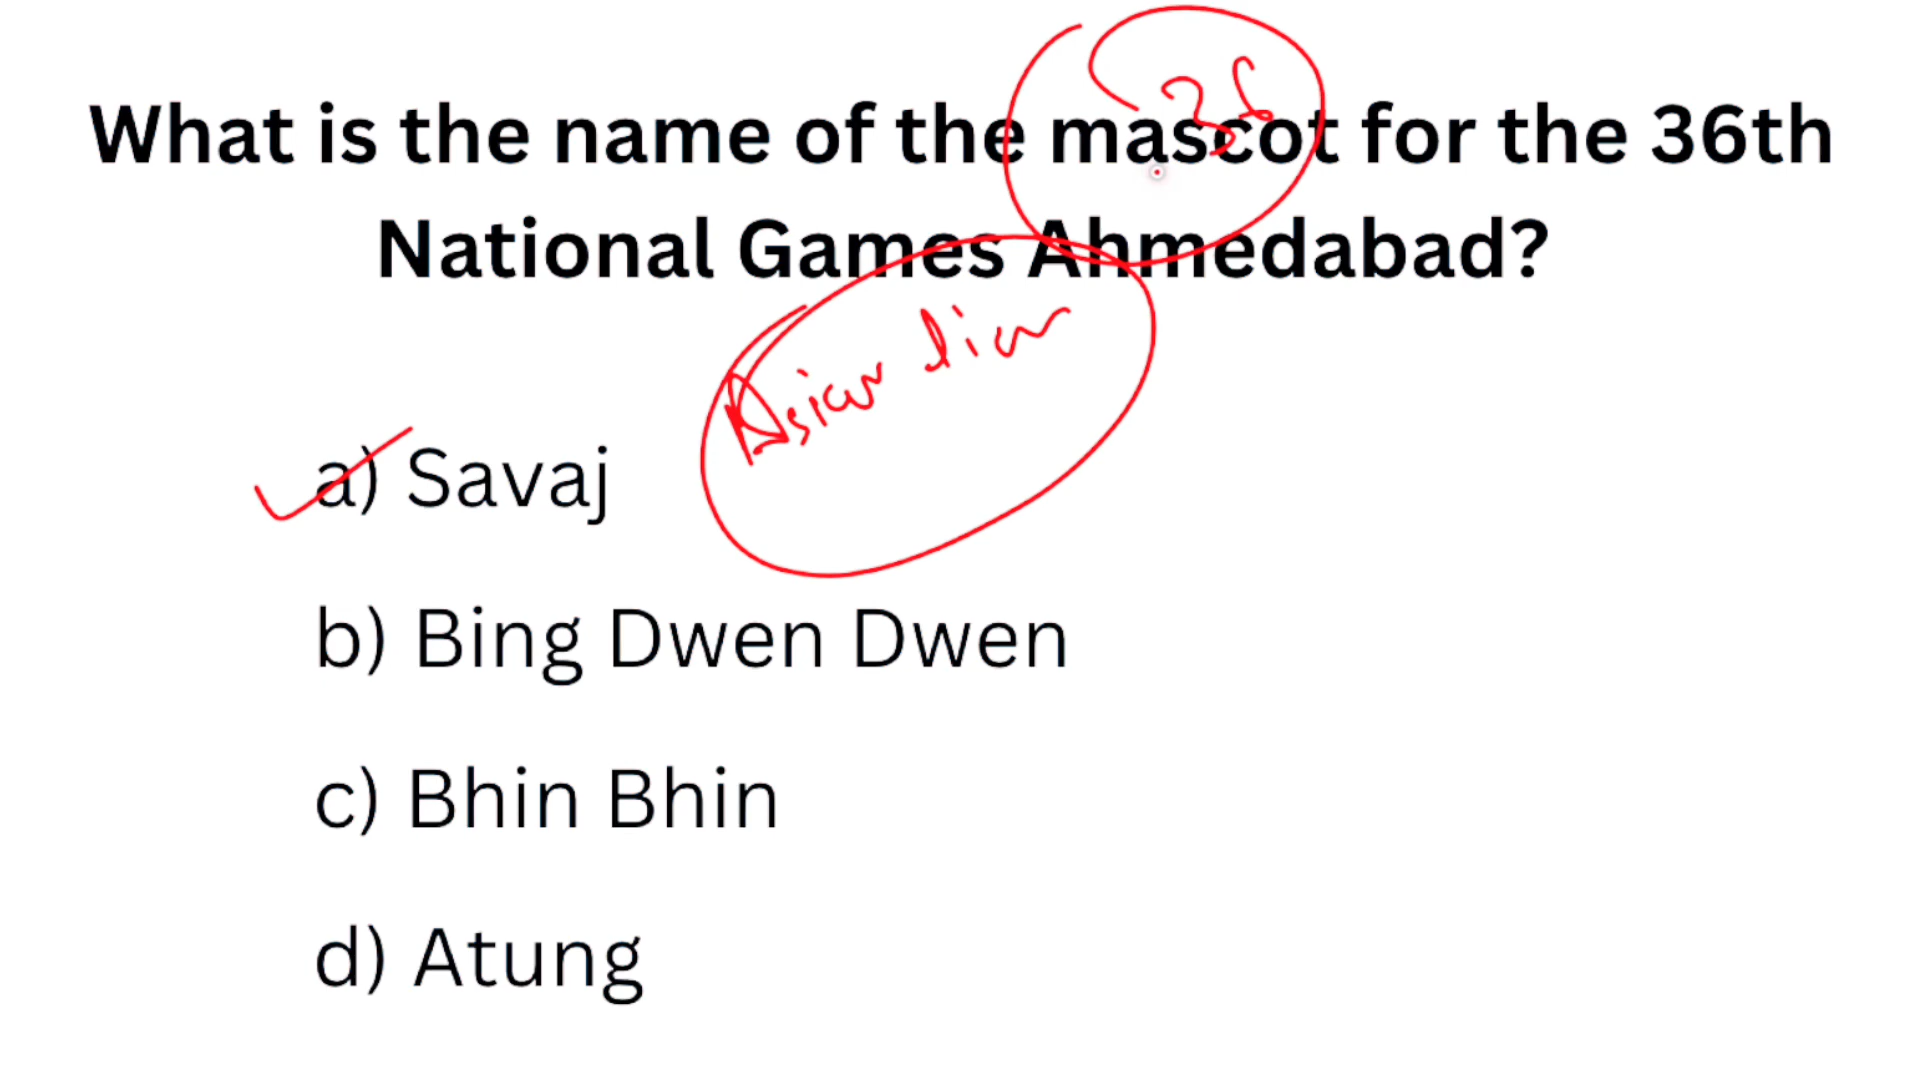 36
What is the name of the mascot for the 36th
National Games Ahmedabad?
Asian lion
a) Savaj
b) Bing Dwen Dwen
c) Bhin Bhin
d) Atung